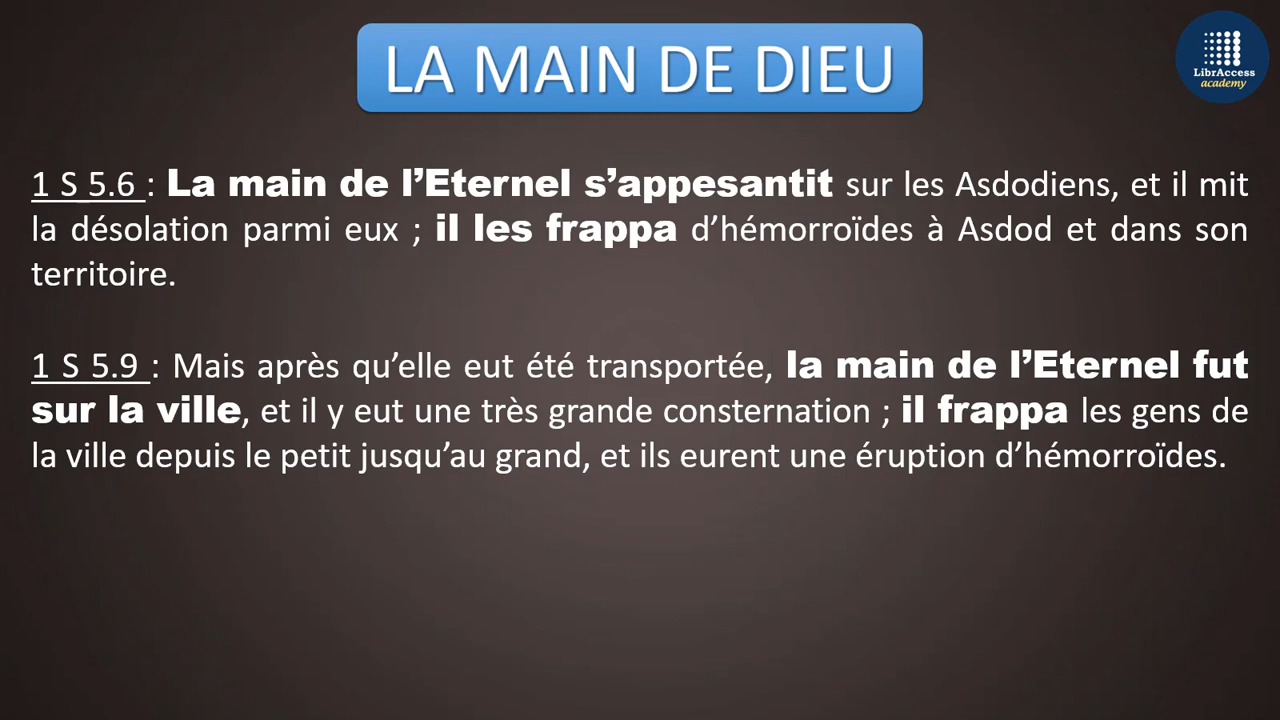 LA MAIN DE DIEU
LibrAccess
academy
1 S 5.6 : La main de l’Eternel s’appesantit sur les Asdodiens, et il mit
la désolation parmi eux ; il les frappa d’hémorroïdes à Asdod et dans son
territoire.
1 S 5.9 : Mais après qu’elle eut été transportée, la main de l’Eternel fut
sur la ville, et il y eut une très grande consternation ; il frappa les gens de
la ville depuis le petit jusqu’au grand, et ils eurent une éruption d’hémorroïdes.